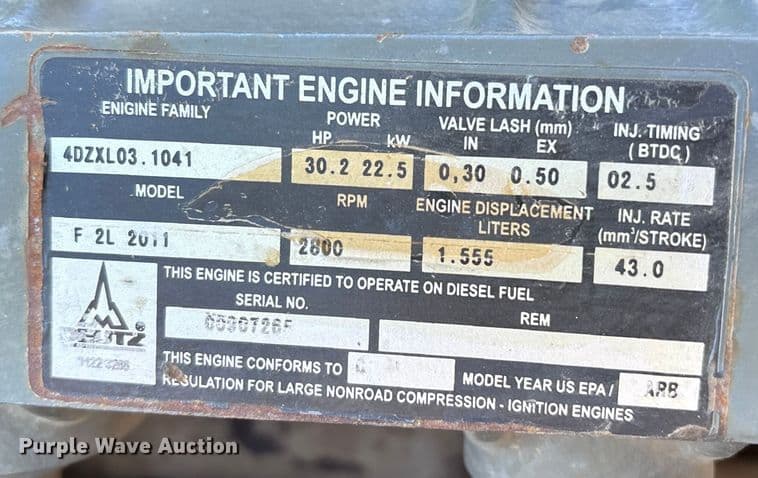 IMPORTANT ENGINE INFORMATION
ENIGINE FAMILY
POWER
HP kW
VALVE LASH (mm)
IN EX
INJ. TIMING
( BTDC )
4DZXL03.1041
30.2 22.5
0,30 0.50
02.5
MODEL
RPM
ENGINE DISPLACEMENT
LITERS
INJ. RATE
(mm³/STROKE)
F 2L 2011
2800
1.555
43.0
THIS ENGINE IS CERTIFIED TO OPERATE ON DIESEL FUEL
SERIAL NO.
REM
THIS ENGINE CONFORMS TO
MODEL YEAR US EPA /
ARB
REGULATION FOR LARGE NONROAD COMPRESSION - IGNITION ENGINES
Purple Wave Auction